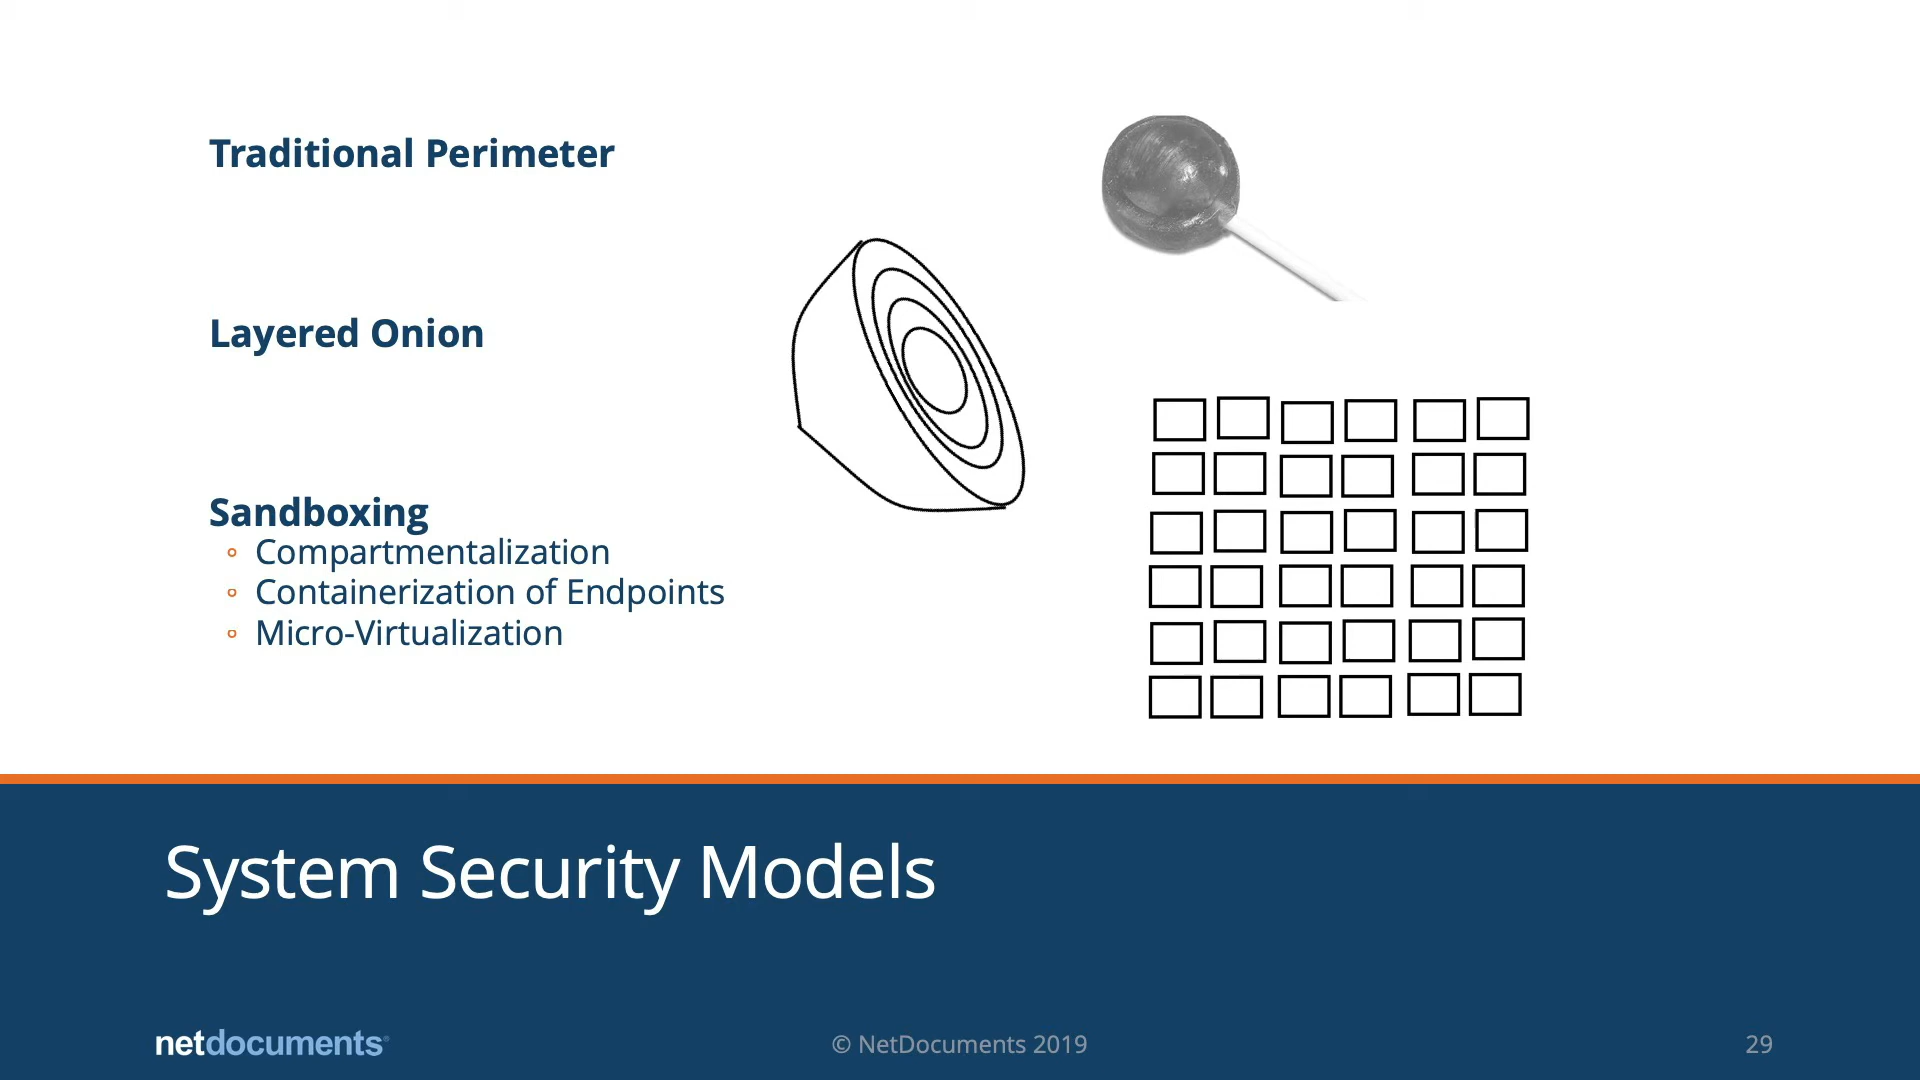 Traditional Perimeter
Layered Onion
Sandboxing
Compartmentalization
Containerization of Endpoints
Micro-Virtualization
System Security Models
netdocuments
© NetDocuments 2019
29